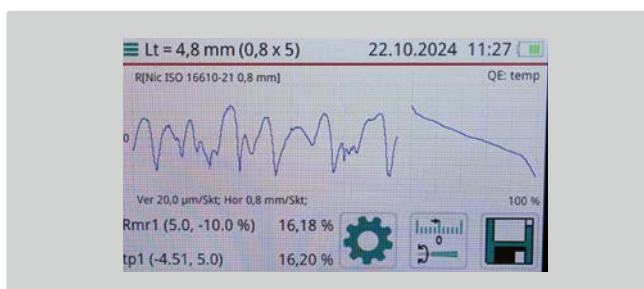 Lt = 4,8 mm (0,8 x 5) 22.10.2024 11:27
R[Nic ISO 16610-21 0,8 mm] QE: temp
0
Ver 20,0 µm/Skt; Hor 0,8 mm/Skt; 100 %
Rmr1 (5.0, -10.0 %) 16,18 %
0
tp1 (-4.51, 5.0) 16,20 %